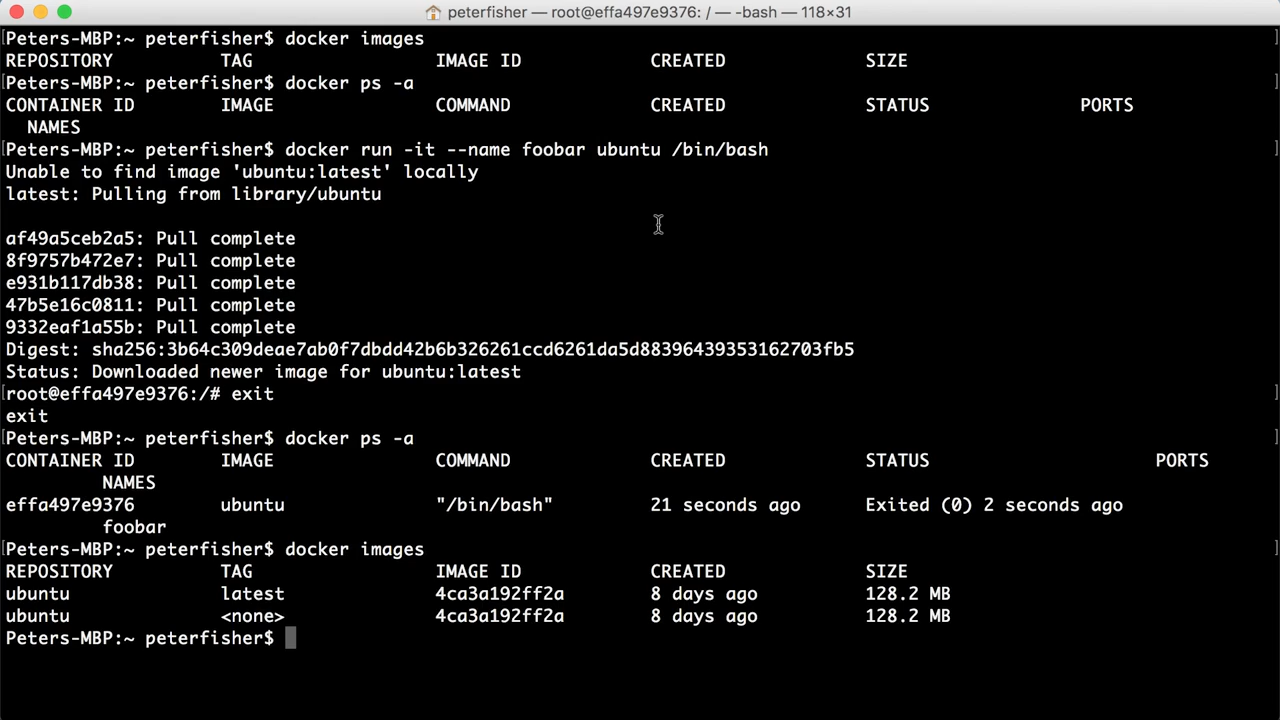 peterfisher — root@effa497e9376: / — -bash — 118×31
[Peters-MBP:~ peterfisher$ docker images ]
REPOSITORY TAG IMAGE ID CREATED SIZE
[Peters-MBP:~ peterfisher$ docker ps -a ]
CONTAINER ID IMAGE COMMAND CREATED STATUS PORTS
NAMES
[Peters-MBP:~ peterfisher$ docker run -it --name foobar ubuntu /bin/bash ]
Unable to find image 'ubuntu:latest' locally
latest: Pulling from library/ubuntu
af49a5ceb2a5: Pull complete
8f9757b472e7: Pull complete
e931b117db38: Pull complete
47b5e16c0811: Pull complete
9332eaf1a55b: Pull complete
Digest: sha256:3b64c309deae7ab0f7dbdd42b6b326261ccd6261da5d88396439353162703fb5
Status: Downloaded newer image for ubuntu:latest
[root@effa497e9376:/# exit ]
exit
[Peters-MBP:~ peterfisher$ docker ps -a ]
CONTAINER ID IMAGE COMMAND CREATED STATUS PORTS
NAMES
effa497e9376 ubuntu "/bin/bash" 21 seconds ago Exited (0) 2 seconds ago
foobar
[Peters-MBP:~ peterfisher$ docker images ]
REPOSITORY TAG IMAGE ID CREATED SIZE
ubuntu latest 4ca3a192ff2a 8 days ago 128.2 MB
ubuntu <none> 4ca3a192ff2a 8 days ago 128.2 MB
Peters-MBP:~ peterfisher$